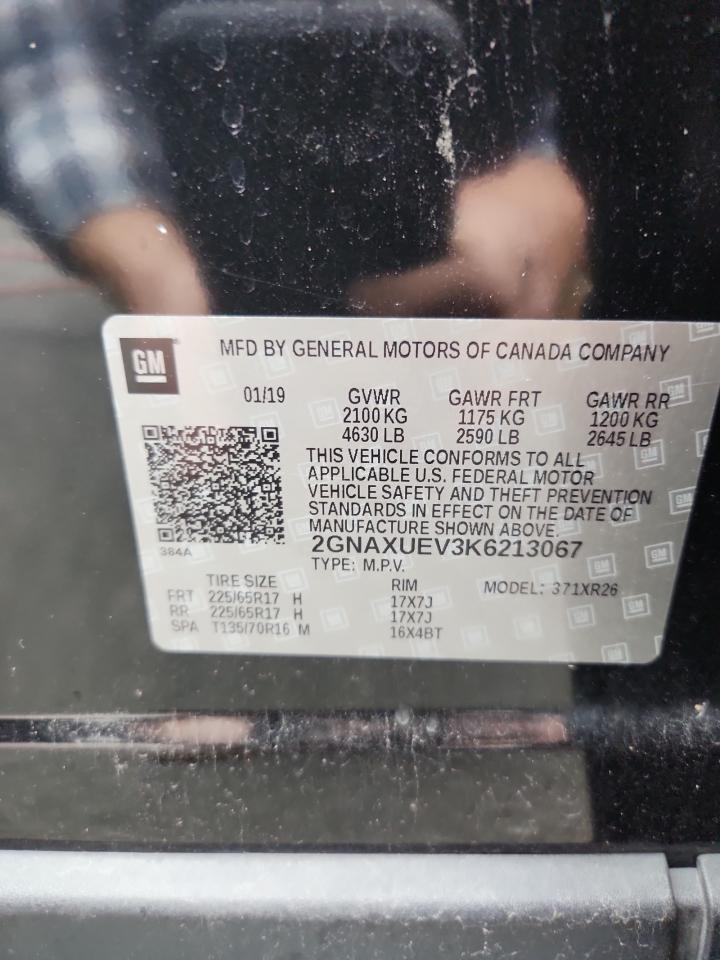 GM
MFD BY GENERAL MOTORS OF CANADA COMPANY
01/19 GVWR GAWR FRT GAWR RR
2100 KG 1175 KG 1200 KG
4630 LB 2590 LB 2645 LB
THIS VEHICLE CONFORMS TO ALL
APPLICABLE U.S. FEDERAL MOTOR
VEHICLE SAFETY AND THEFT PREVENTION
STANDARDS IN EFFECT ON THE DATE OF
MANUFACTURE SHOWN ABOVE.
384A
2GNAXUEV3K6213067
TYPE: M.P.V.
TIRE SIZE RIM MODEL: 371XR26
FRT 225/65R17 H 17X7J
RR 225/65R17 H 17X7J
SPA T135/70R16 M 16X4BT